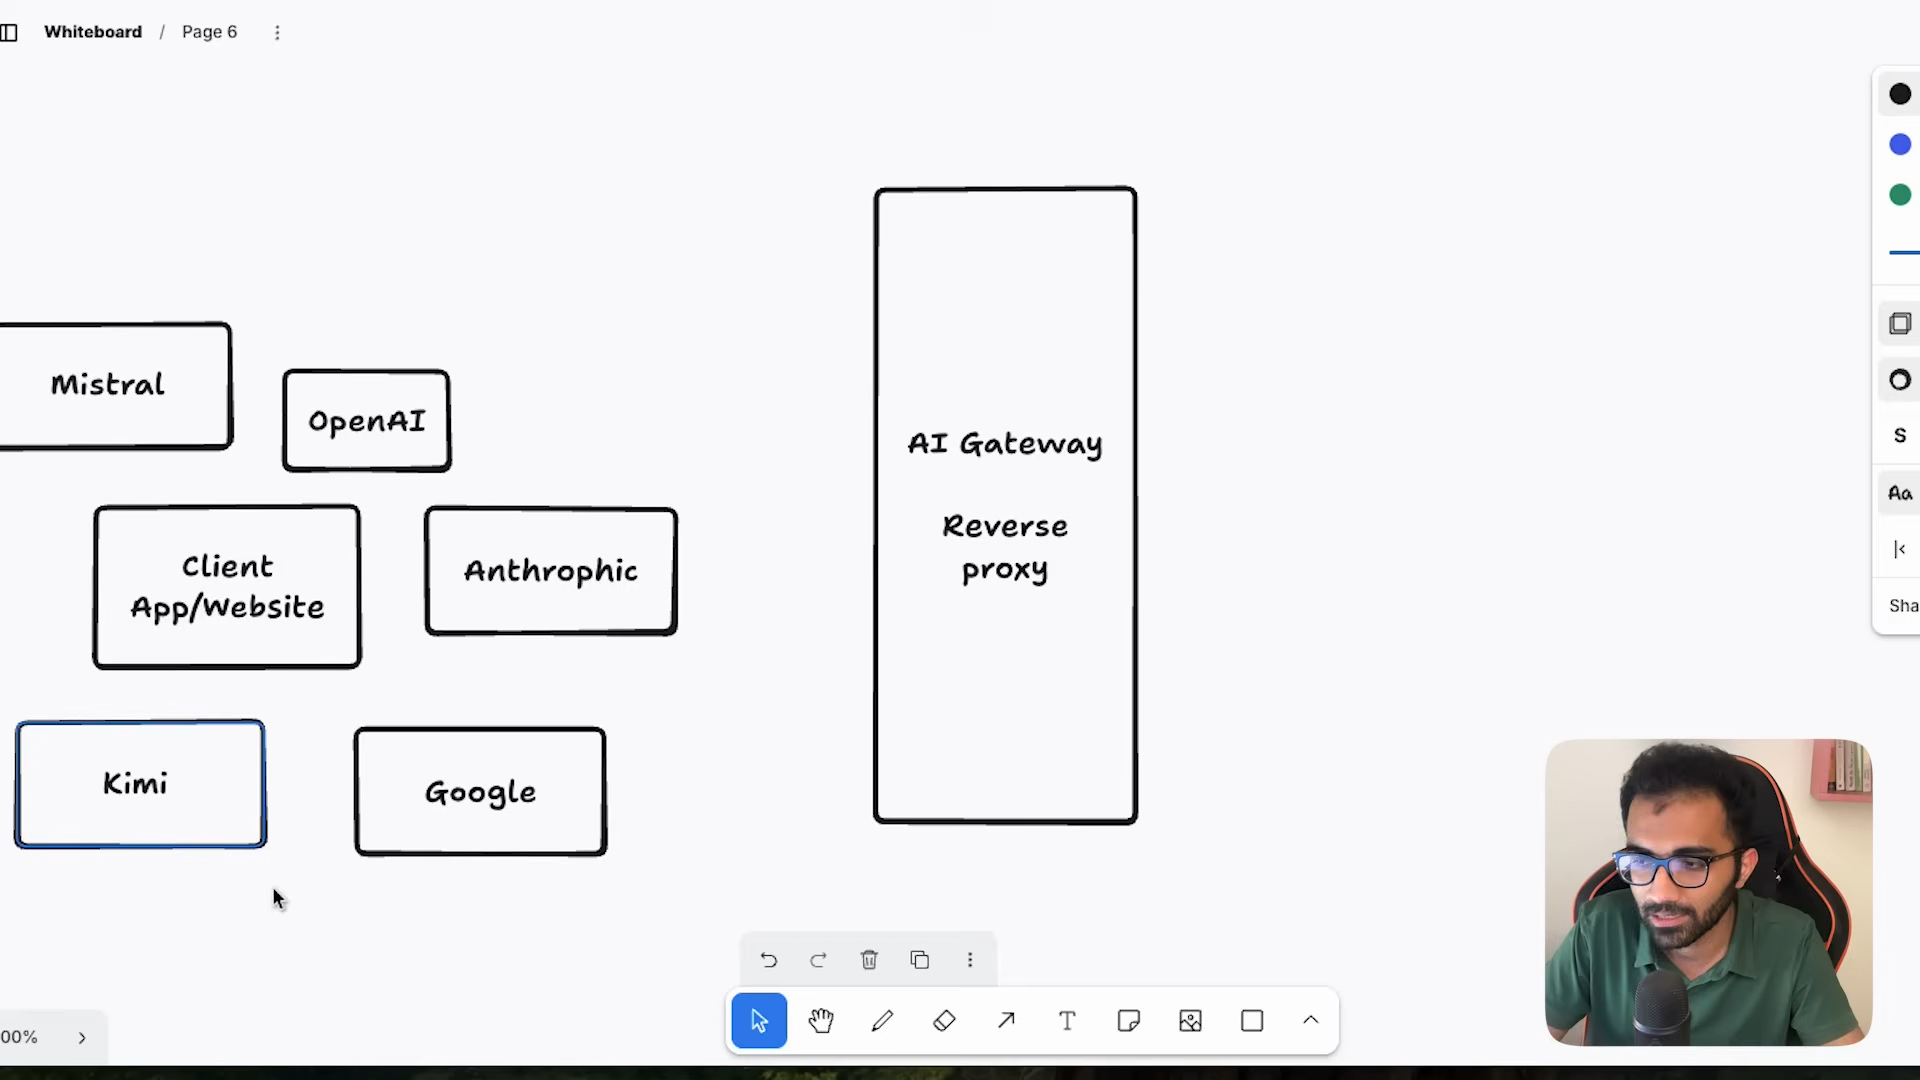 Whiteboard / Page 6
Mistral
OpenAI
Client
App/Website
Anthrophic
Kimi
Google
AI Gateway
Reverse
proxy
S
Aa
Sha
00%
T